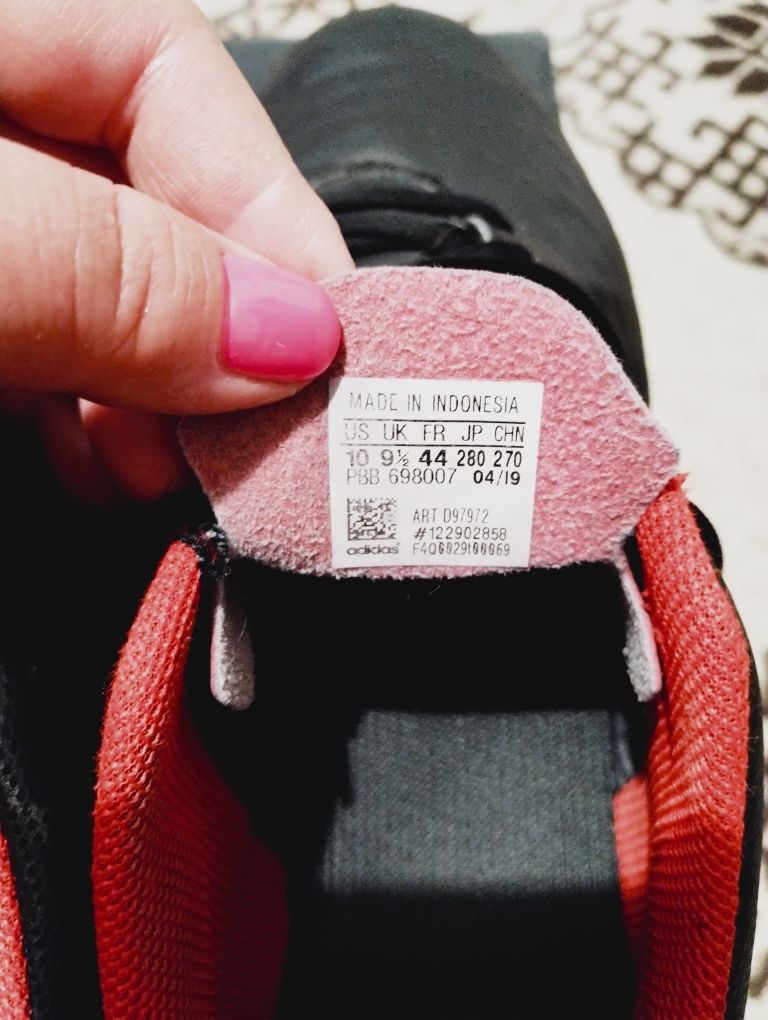 MADE IN INDONESIA
US UK FR JP CHN
10 9½ 44 280 270
PBB 698007 04/19
ART D97972
#122902858
adidas F4Q0829100069